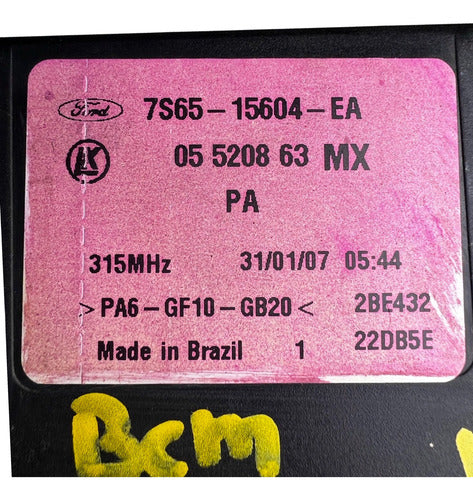 Ford 7S65-15604-EA
LK 05 5208 63 MX
PA
315MHz 31/01/07 05:44
>PA6-GF10-GB20< 2BE432
Made in Brazil 1 22DB5E
BCM